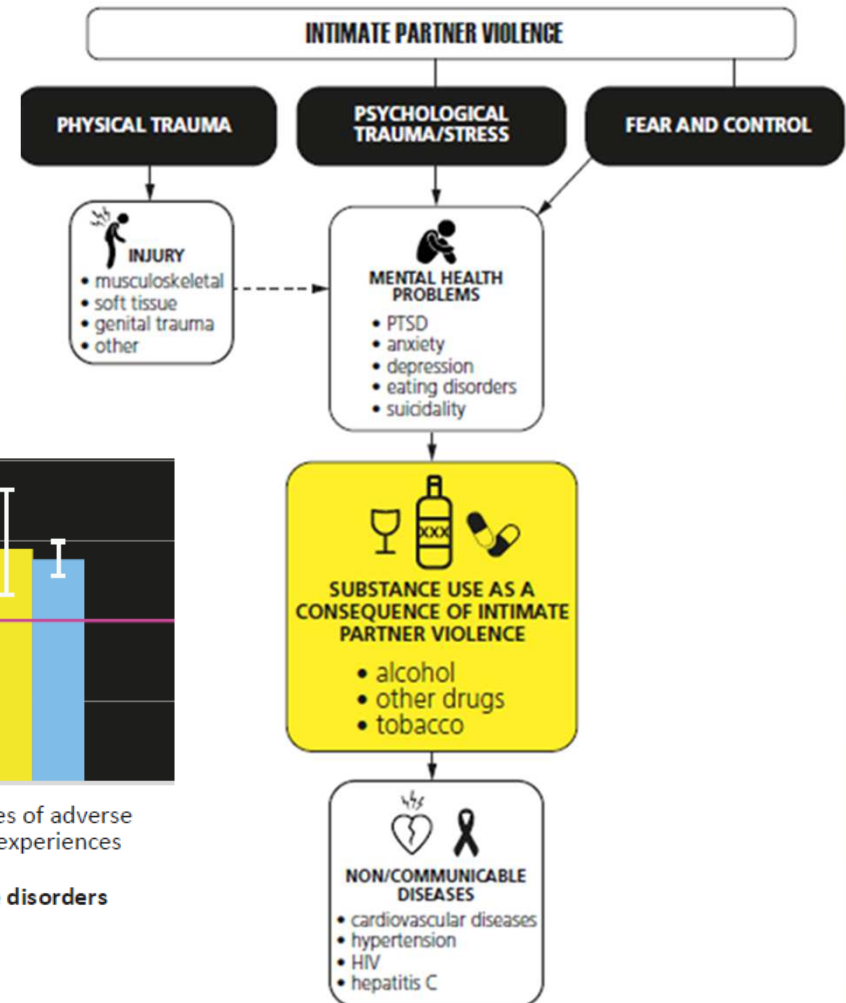 INTIMATE PARTNER VIOLENCE
PHYSICAL TRAUMA
PSYCHOLOGICAL
TRAUMA/STRESS
FEAR AND CONTROL
INJURY
• musculoskeletal
• soft tissue
• genital trauma
• other
MENTAL HEALTH
PROBLEMS
• PTSD
• anxiety
• depression
• eating disorders
• suicidality
XXX
SUBSTANCE USE AS A
CONSEQUENCE OF INTIMATE
PARTNER VIOLENCE
• alcohol
• other drugs
• tobacco
es of adverse
experiences
disorders
NON/COMMUNICABLE
DISEASES
• cardiovascular diseases
• hypertension
• HIV
• hepatitis C